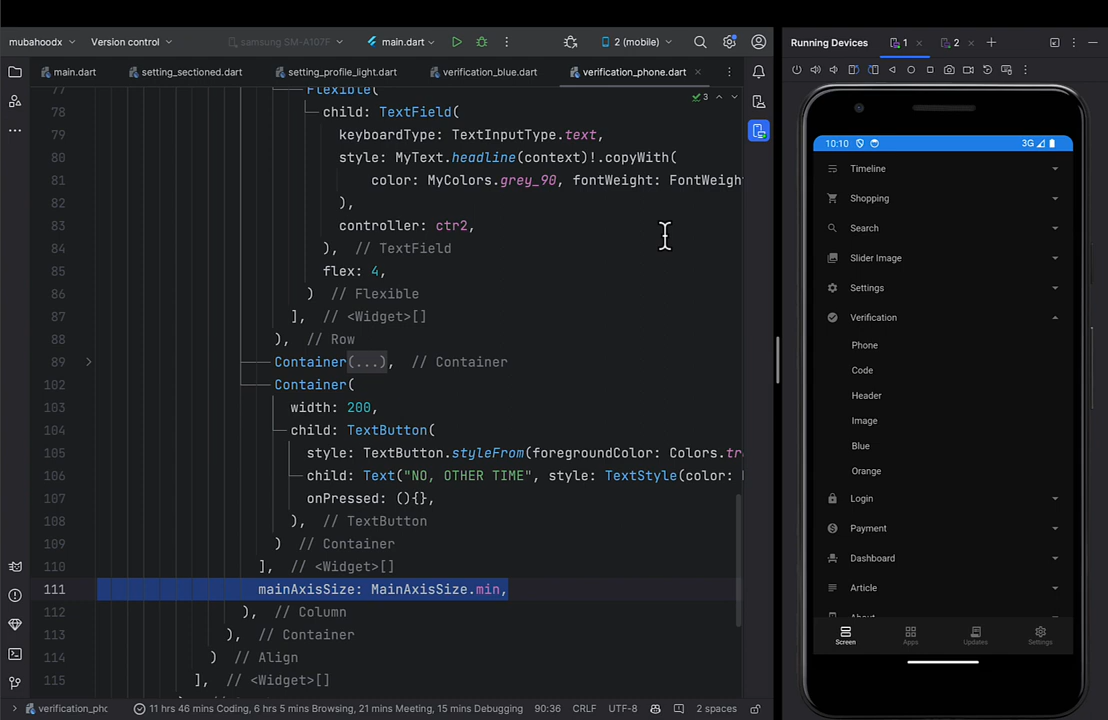 mubahoodx
Version control
samsung SM-A107F
main.dart
2 (mobile)
Running Devices
1
2
main.dart
setting_sectioned.dart
setting_profile_light.dart
verification_blue.dart
verification_phone.dart
3
77 Flexible(
78 child: TextField(
79 keyboardType: TextInputType.text,
80 style: MyText.headline(context)!.copyWith(
81 color: MyColors.grey_90, fontWeight: FontWeigh
82 ),
83 controller: ctr2,
84 ), // TextField
85 flex: 4,
86 ) // Flexible
87 ], // <Widget>[]
88 ), // Row
89 Container(...), // Container
102 Container(
103 width: 200,
104 child: TextButton(
105 style: TextButton.styleFrom(foregroundColor: Colors.tr
106 child: Text("NO, OTHER TIME", style: TextStyle(color:
107 onPressed: (){},
108 ), // TextButton
109 ) // Container
110 ], // <Widget>[]
111 mainAxisSize: MainAxisSize.min,
112 ), // Column
113 ), // Container
114 ) // Align
115 ], // <Widget>[]
verification_pho
11 hrs 46 mins Coding, 6 hrs 5 mins Browsing, 21 mins Meeting, 15 mins Debugging
90:36
CRLF
UTF-8
2 spaces
10:10
3G
Timeline
Shopping
Search
Slider Image
Settings
Verification
Phone
Code
Header
Image
Blue
Orange
Login
Payment
Dashboard
Article
About
Screen
Apps
Updates
Settings